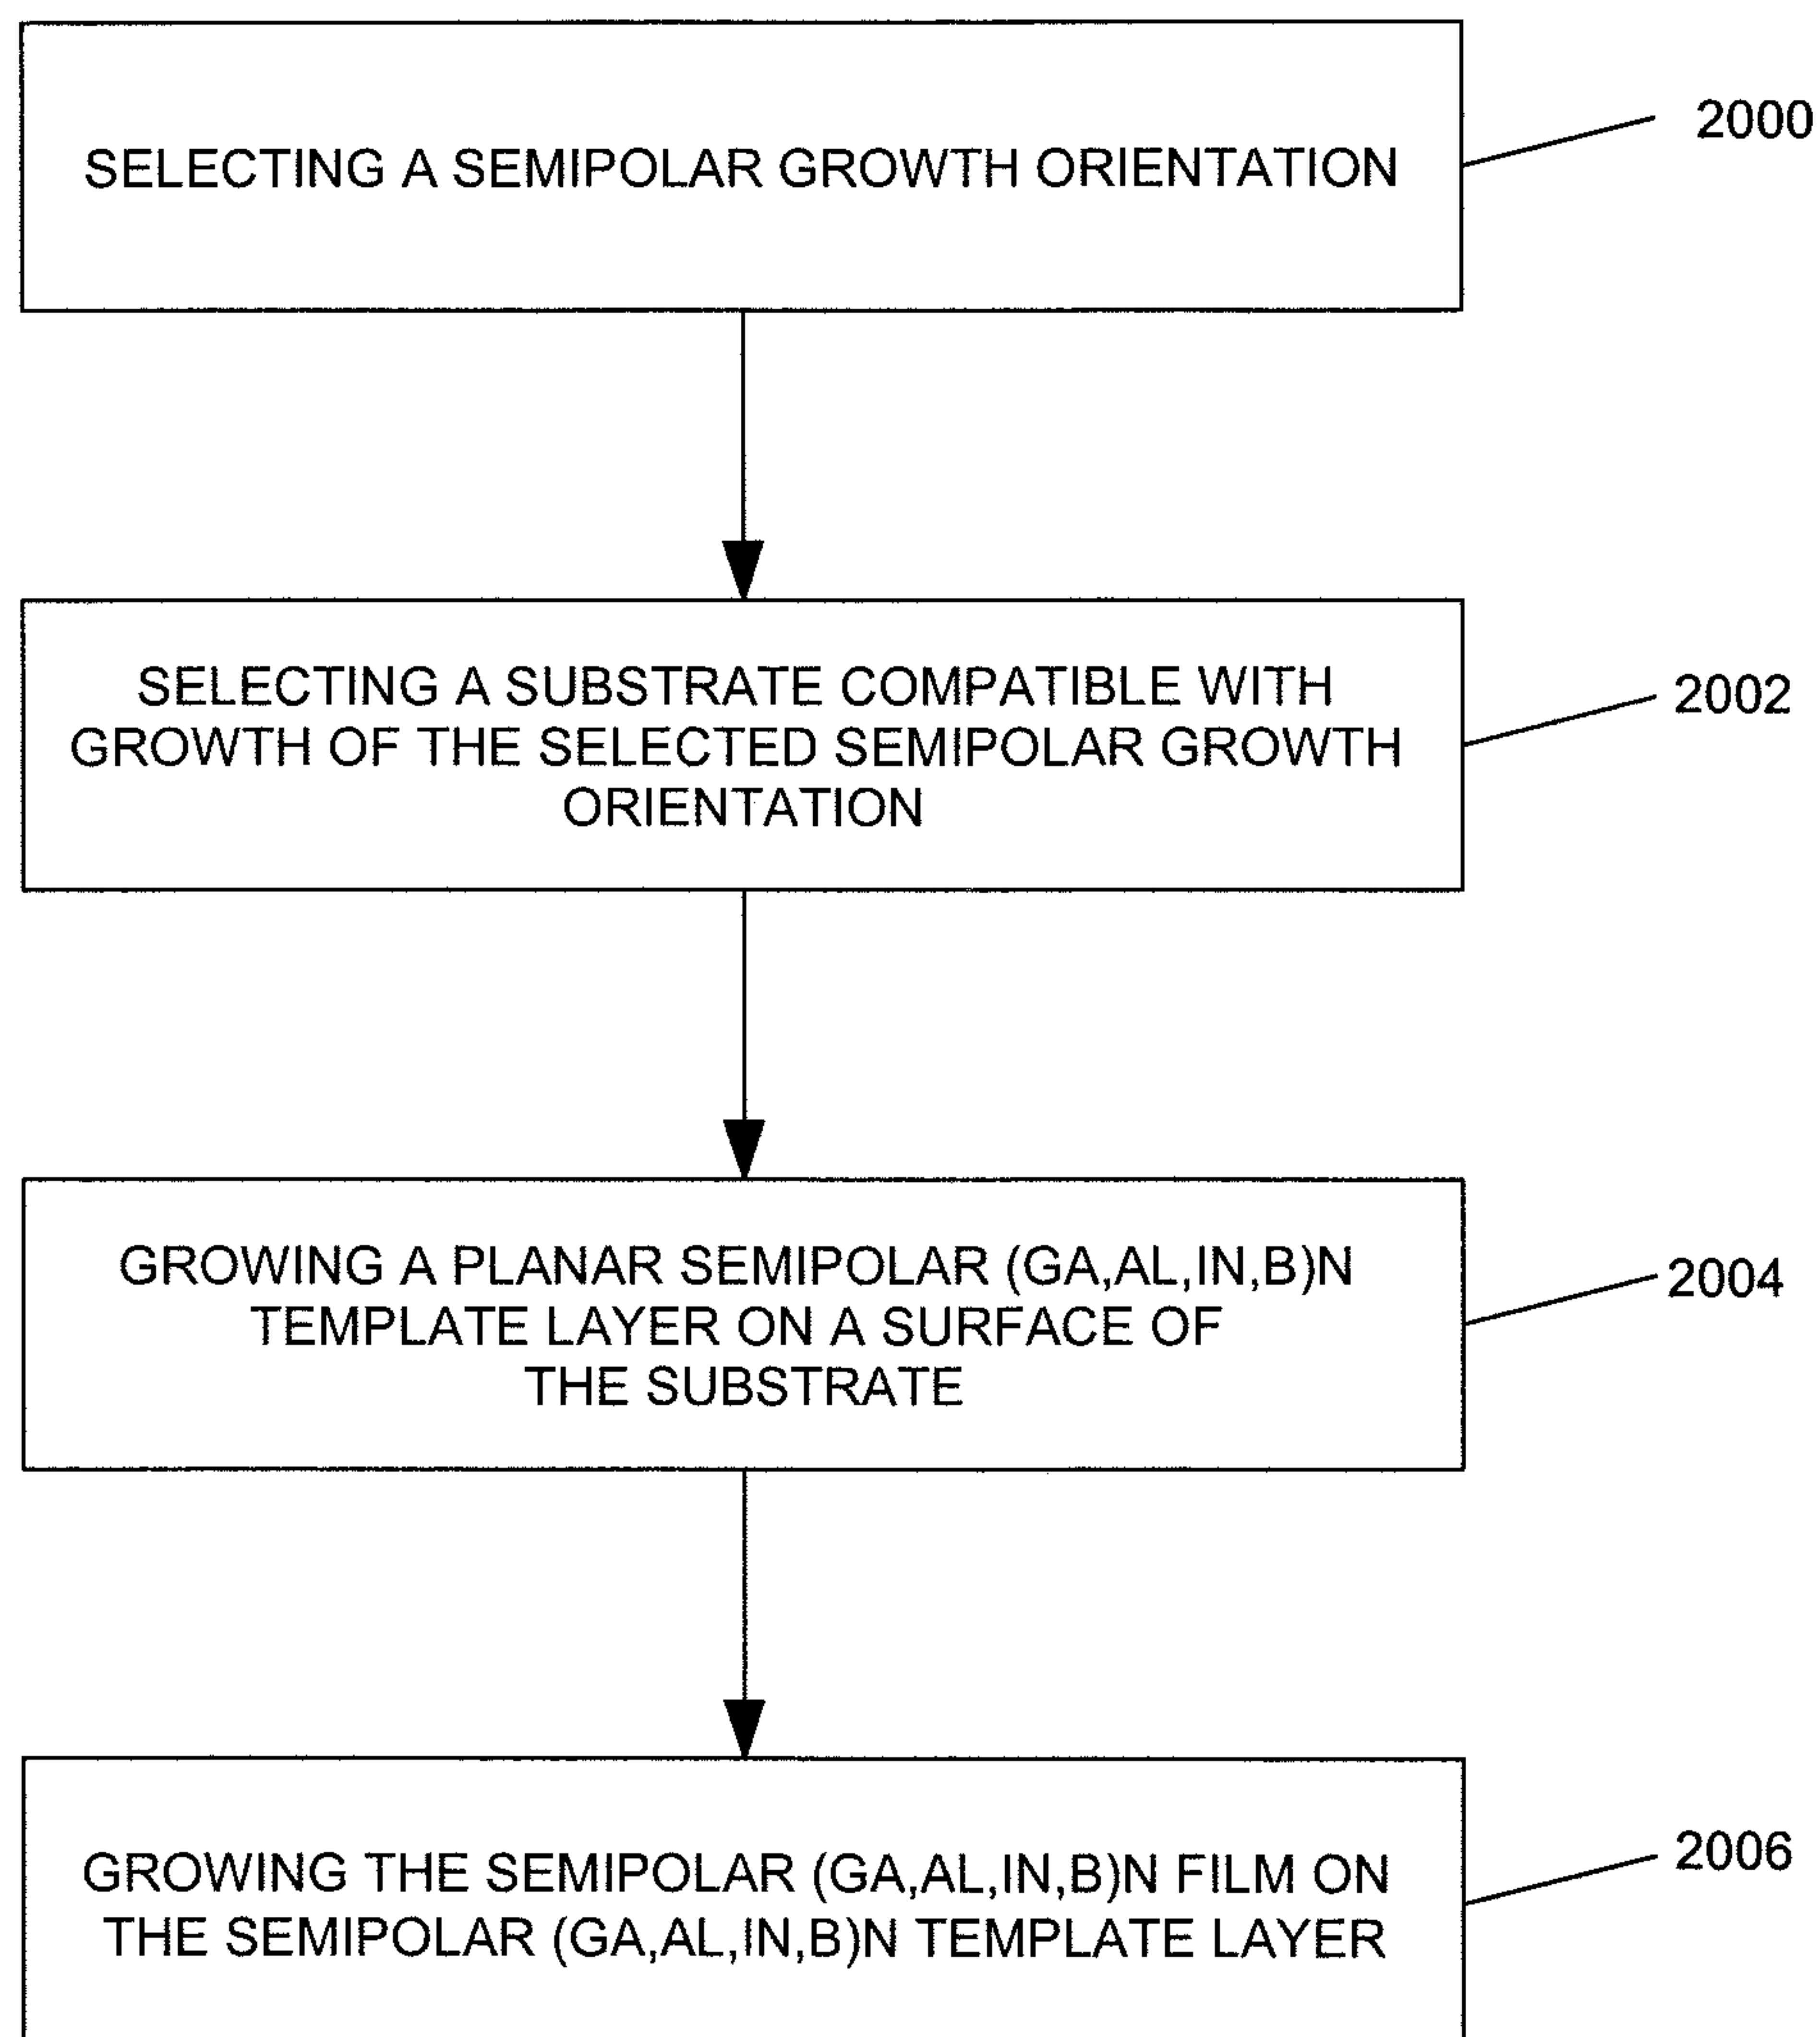 SELECTING A SEMIPOLAR GROWTH ORIENTATION
2000
SELECTING A SUBSTRATE COMPATIBLE WITH
GROWTH OF THE SELECTED SEMIPOLAR GROWTH
ORIENTATION
2002
GROWING A PLANAR SEMIPOLAR (GA,AL,IN,B)N
TEMPLATE LAYER ON A SURFACE OF
THE SUBSTRATE
2004
GROWING THE SEMIPOLAR (GA,AL,IN,B)N FILM ON
THE SEMIPOLAR (GA,AL,IN,B)N TEMPLATE LAYER
2006